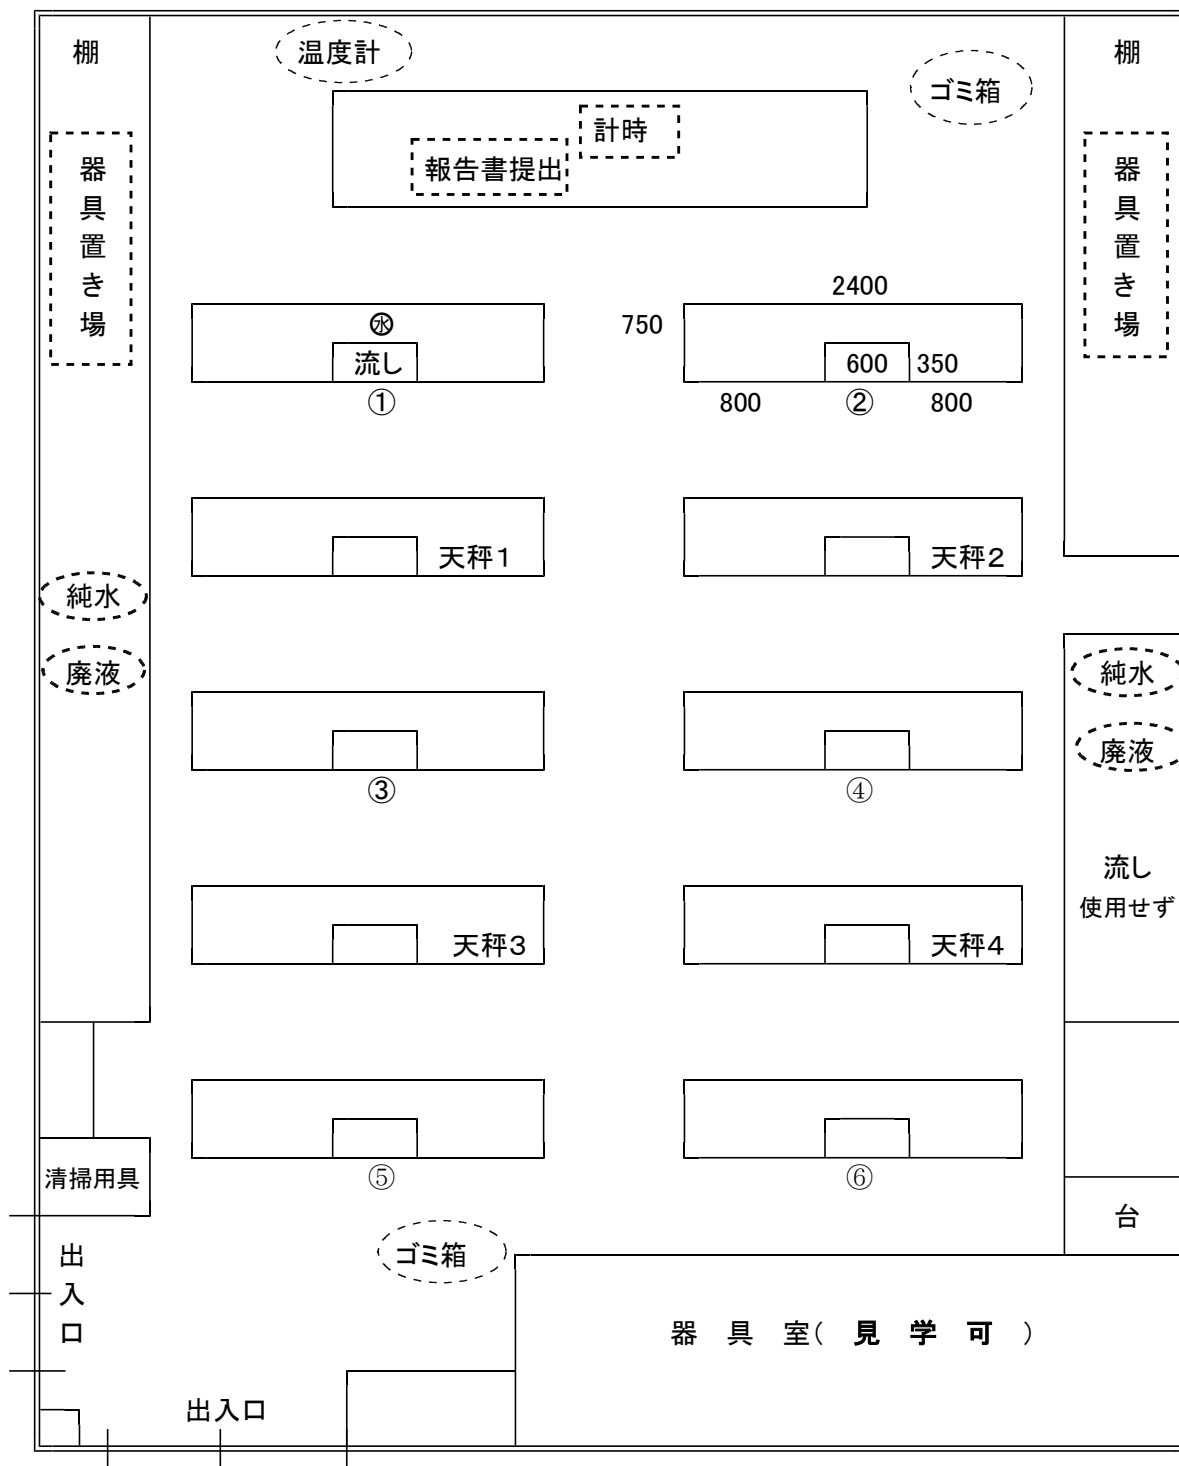 棚
温度計
ゴミ箱
棚
計時
報告書提出
器具置き場
器具置き場
2400
㊌
750
流し
600
350
①
800
②
800
天秤1
天秤2
純水
廃液
純水
廃液
③
④
流し
使用せず
天秤3
天秤4
清掃用具
⑤
⑥
台
出入口
ゴミ箱
器 具 室( 見 学 可 )
出入口